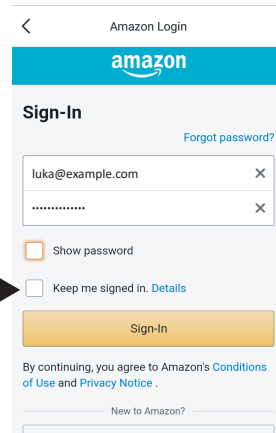 Amazon Login
amazon
Sign-In
Forgot password?
luka@example.com
••••••••••••••
Show password
Keep me signed in. Details
Sign-In
By continuing, you agree to Amazon's Conditions
of Use and Privacy Notice .
New to Amazon?